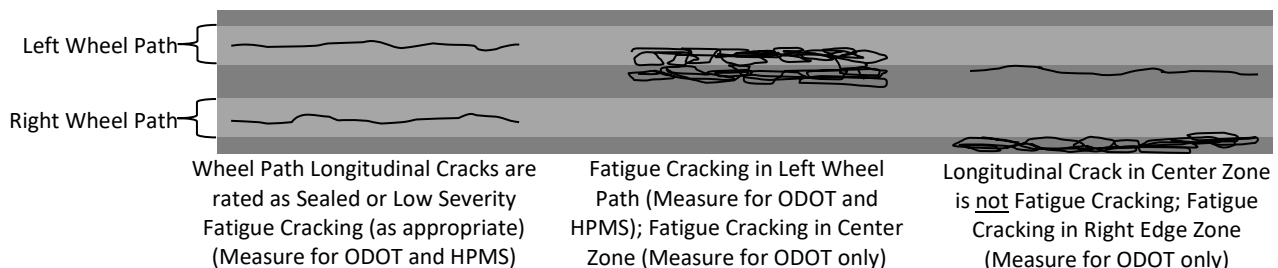 Left Wheel Path
Right Wheel Path
Wheel Path Longitudinal Cracks are
rated as Sealed or Low Severity
Fatigue Cracking (as appropriate)
(Measure for ODOT and HPMS)
Fatigue Cracking in Left Wheel
Path (Measure for ODOT and
HPMS); Fatigue Cracking in Center
Zone (Measure for ODOT only)
Longitudinal Crack in Center Zone
is not Fatigue Cracking; Fatigue
Cracking in Right Edge Zone
(Measure for ODOT only)